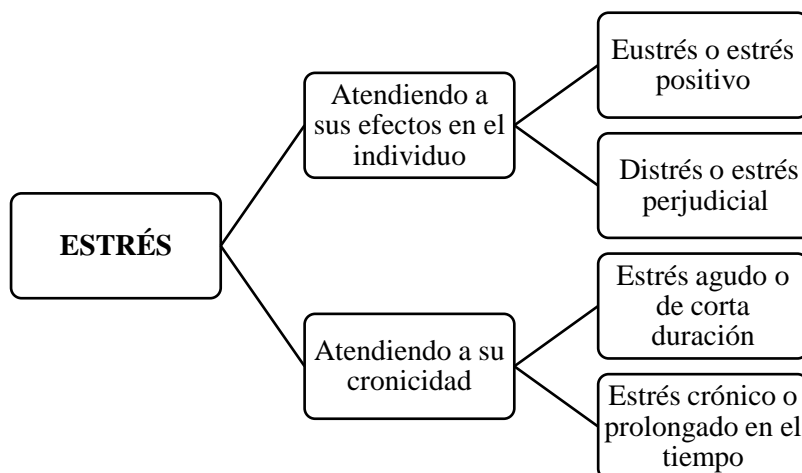 ESTRÉS
Atendiendo a
sus efectos en el
individuo
Eustrés o estrés
positivo
Distrés o estrés
perjudicial
Atendiendo a su
cronicidad
Estrés agudo o
de corta
duración
Estrés crónico o
prolongado en el
tiempo